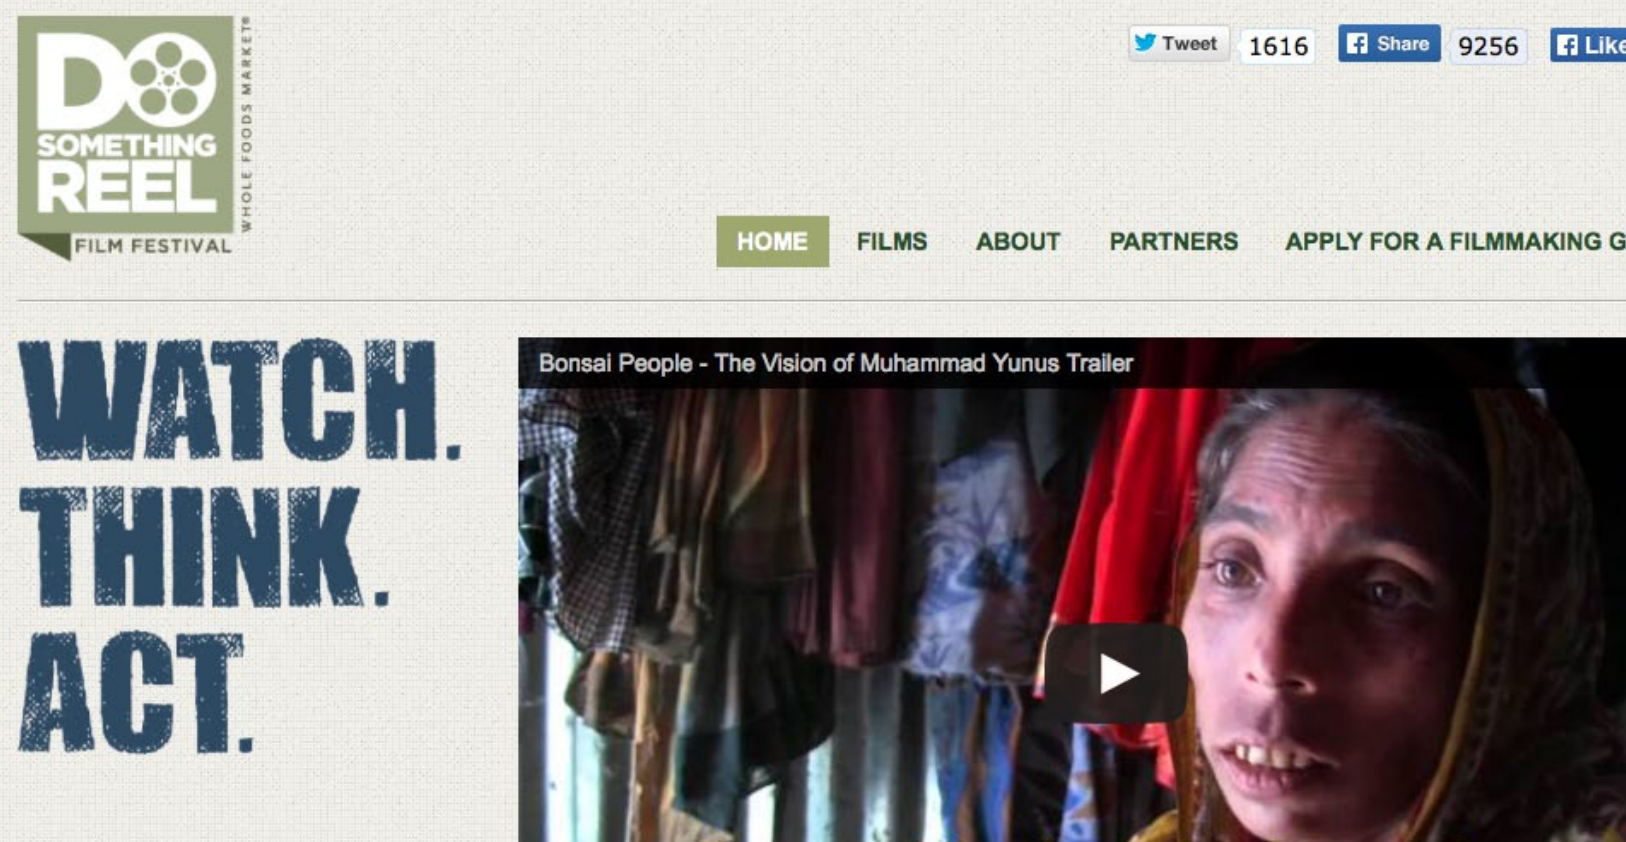 DO
SOMETHING
REEL
FILM FESTIVAL
WHOLE FOODS MARKET®
Tweet 1616 Share 9256 Like
HOME FILMS ABOUT PARTNERS APPLY FOR A FILMMAKING G
WATCH.
THINK.
ACT.
Bonsai People - The Vision of Muhammad Yunus Trailer